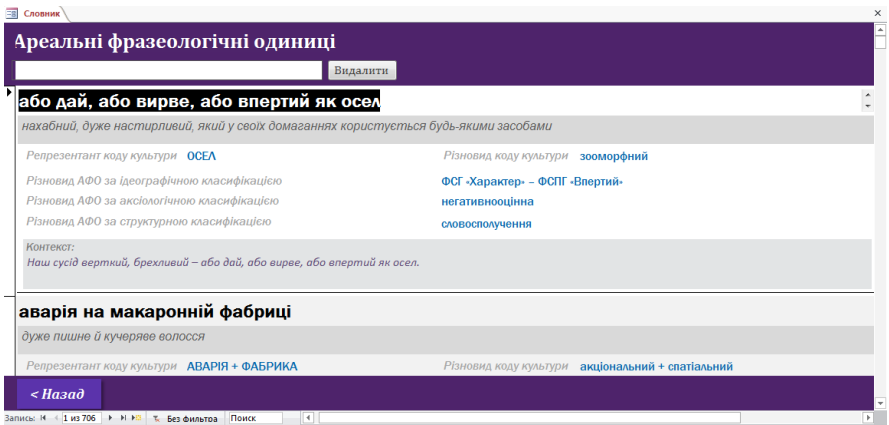 Словник
Ареальні фразеологічні одиниці
Видалити
або дай, або вирве, або впертий як осел
нахабний, дуже настирливий, який у своїх домаганнях користується будь-якими засобами
Репрезентант коду культури ОСЕЛ Різновид коду культури зооморфний
Різновид АФО за ідеографічною класифікацією ФСГ «Характер» – ФСПГ «Впертий»
Різновид АФО за аксіологічною класифікацією негативнооцінна
Різновид АФО за структурною класифікацією словосполучення
Контекст:
Наш сусід верткий, брехливий – або дай, або вирве, або впертий як осел.
аварія на макаронній фабриці
дуже пишне й кучеряве волосся
Репрезентант коду культури АВАРІЯ + ФАБРИКА Різновид коду культури акціональний + спатіальний
< Назад
Запись: 1 из 706 Без фильтра Поиск